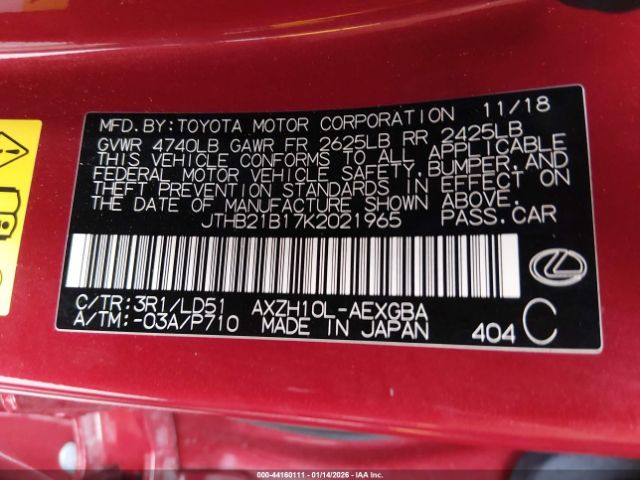 MFD. BY: TOYOTA MOTOR CORPORATION 11/18
GVWR 4740LB GAWR FR 2625LB RR 2425LB
THIS VEHICLE CONFORMS TO ALL APPLICABLE
FEDERAL MOTOR VEHICLE SAFETY, BUMPER, AND
THEFT PREVENTION STANDARDS IN EFFECT ON
THE DATE OF MANUFACTURE SHOWN ABOVE.
JTHB21B17K2021965 PASS. CAR
C/TR: 3R1/LD51 AXZH10L-AEXGBA
A/TM: -03A/P710 MADE IN JAPAN 404 C
000-44160111 - 01/14/2026 - IAAI.COM